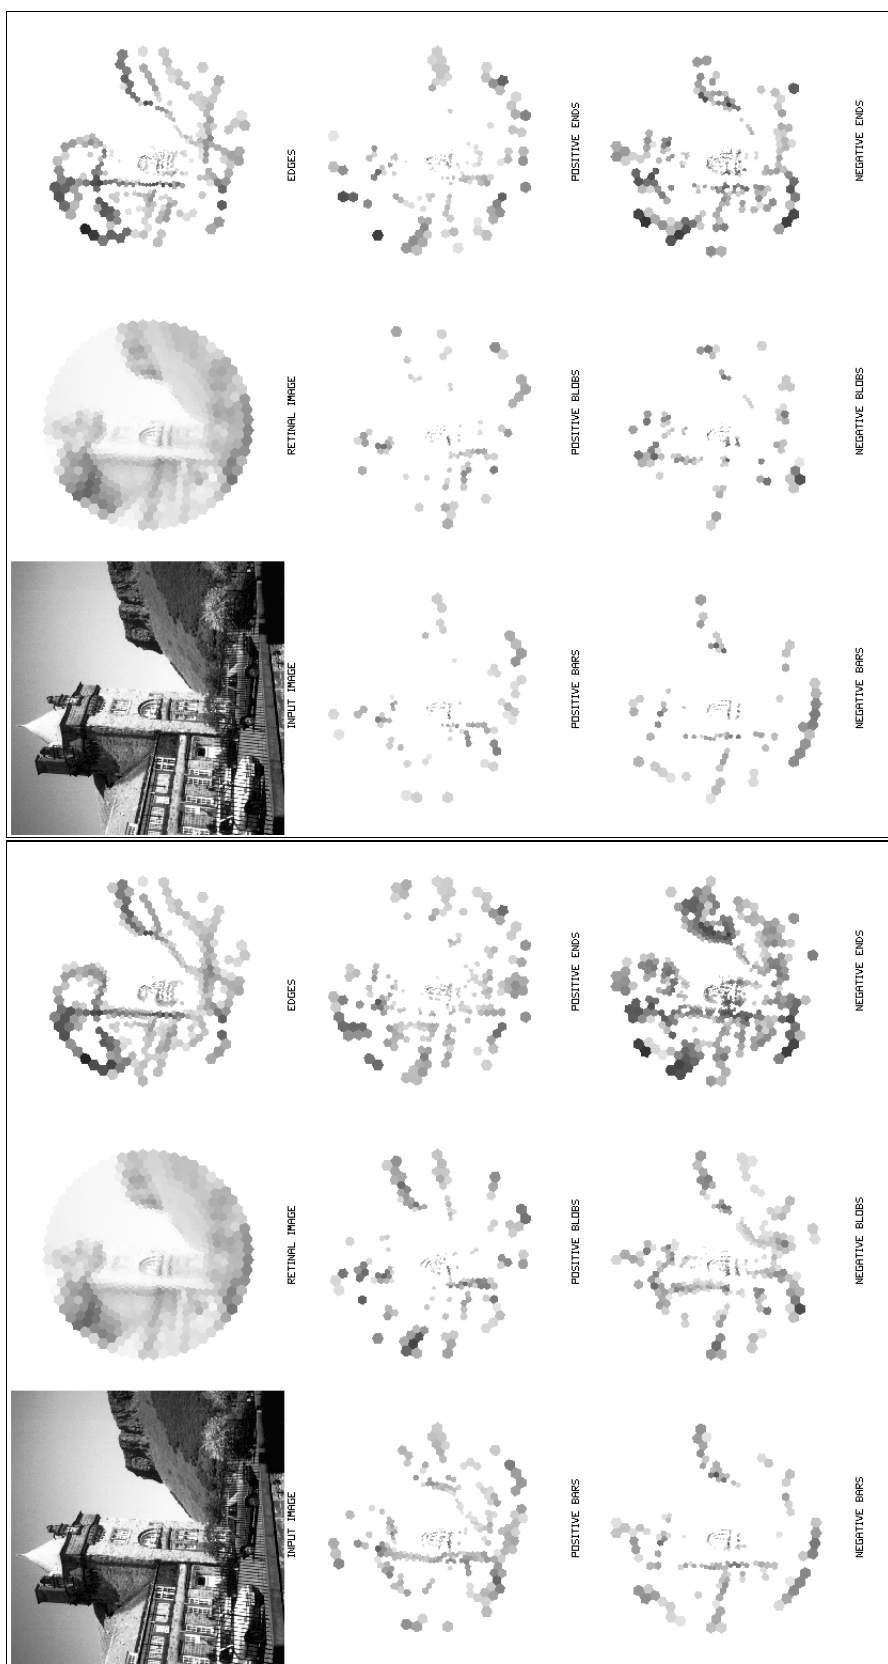 INPUT IMAGE
RETINAL IMAGE
EDGES
POSITIVE BARS
POSITIVE BLOBS
POSITIVE ENDS
NEGATIVE BARS
NEGATIVE BLOBS
NEGATIVE ENDS
INPUT IMAGE
RETINAL IMAGE
EDGES
POSITIVE BARS
POSITIVE BLOBS
POSITIVE ENDS
NEGATIVE BARS
NEGATIVE BLOBS
NEGATIVE ENDS